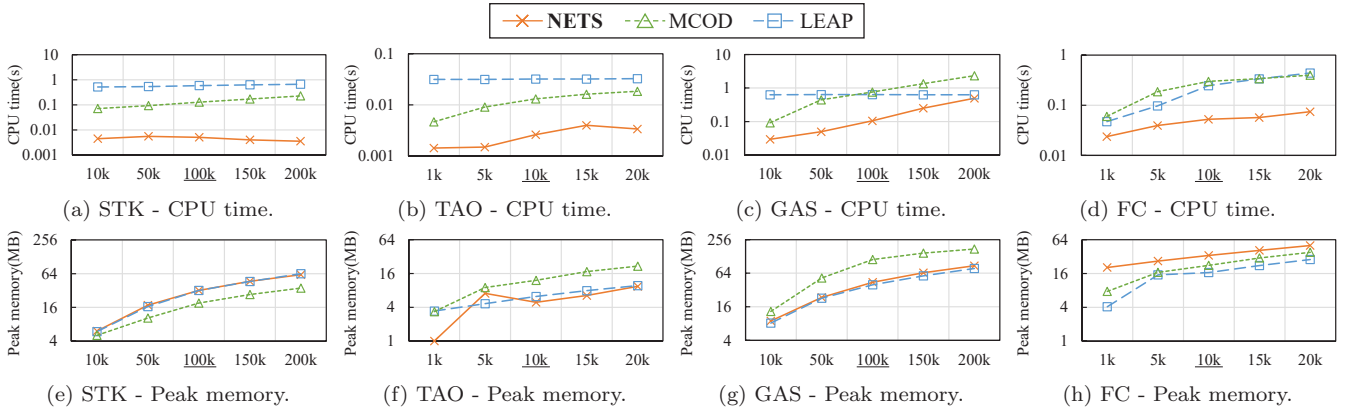 NETS MCOD LEAP
CPU time(s) 10 1 0.1 0.01 0.001
10k 50k 100k 150k 200k
(a) STK - CPU time.
CPU time(s) 0.1 0.01 0.001
1k 5k 10k 15k 20k
(b) TAO - CPU time.
CPU time(s) 10 1 0.1 0.01
10k 50k 100k 150k 200k
(c) GAS - CPU time.
CPU time(s) 1 0.1 0.01
1k 5k 10k 15k 20k
(d) FC - CPU time.
Peak memory(MB) 256 64 16 4
10k 50k 100k 150k 200k
(e) STK - Peak memory.
Peak memory(MB) 64 16 4 1
1k 5k 10k 15k 20k
(f) TAO - Peak memory.
Peak memory(MB) 256 64 16 4
10k 50k 100k 150k 200k
(g) GAS - Peak memory.
Peak memory(MB) 64 16 4 1
1k 5k 10k 15k 20k
(h) FC - Peak memory.